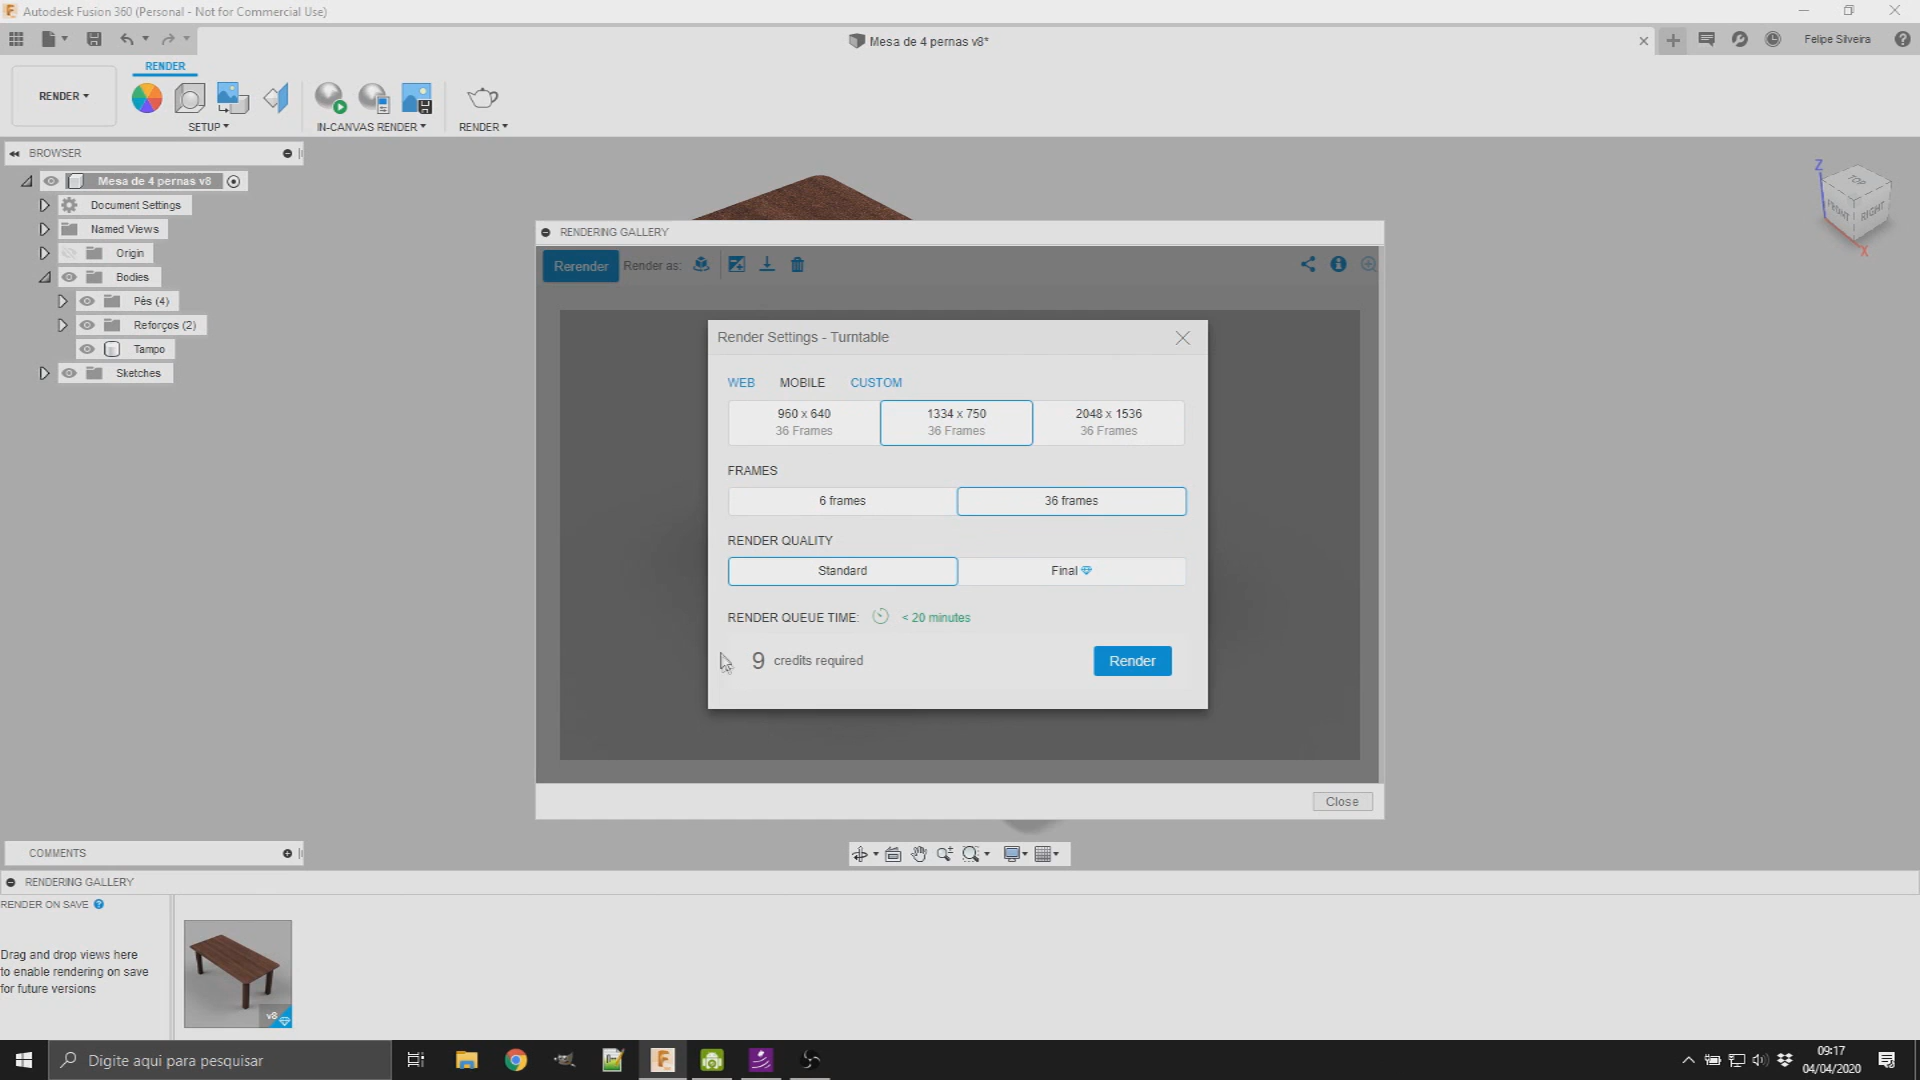 Autodesk Fusion 360 (Personal - Not for Commercial Use)
Mesa de 4 pernas v8*
Felipe Silveira
RENDER
RENDER
SETUP
IN-CANVAS RENDER
RENDER
BROWSER
Mesa de 4 pernas v8
Document Settings
Named Views
Origin
Bodies
Pés (4)
Reforços (2)
Tampo
Sketches
Z
TOP
FRONT
RIGHT
X
RENDERING GALLERY
Rerender
Render as:
Render Settings - Turntable
WEB MOBILE CUSTOM
960 x 640
36 Frames
1334 x 750
36 Frames
2048 x 1536
36 Frames
FRAMES
6 frames
36 frames
RENDER QUALITY
Standard
Final
RENDER QUEUE TIME: < 20 minutes
9 credits required
Render
Close
COMMENTS
RENDERING GALLERY
RENDER ON SAVE
Drag and drop views here
to enable rendering on save
for future versions
v8
Digite aqui para pesquisar
09:17
04/04/2020